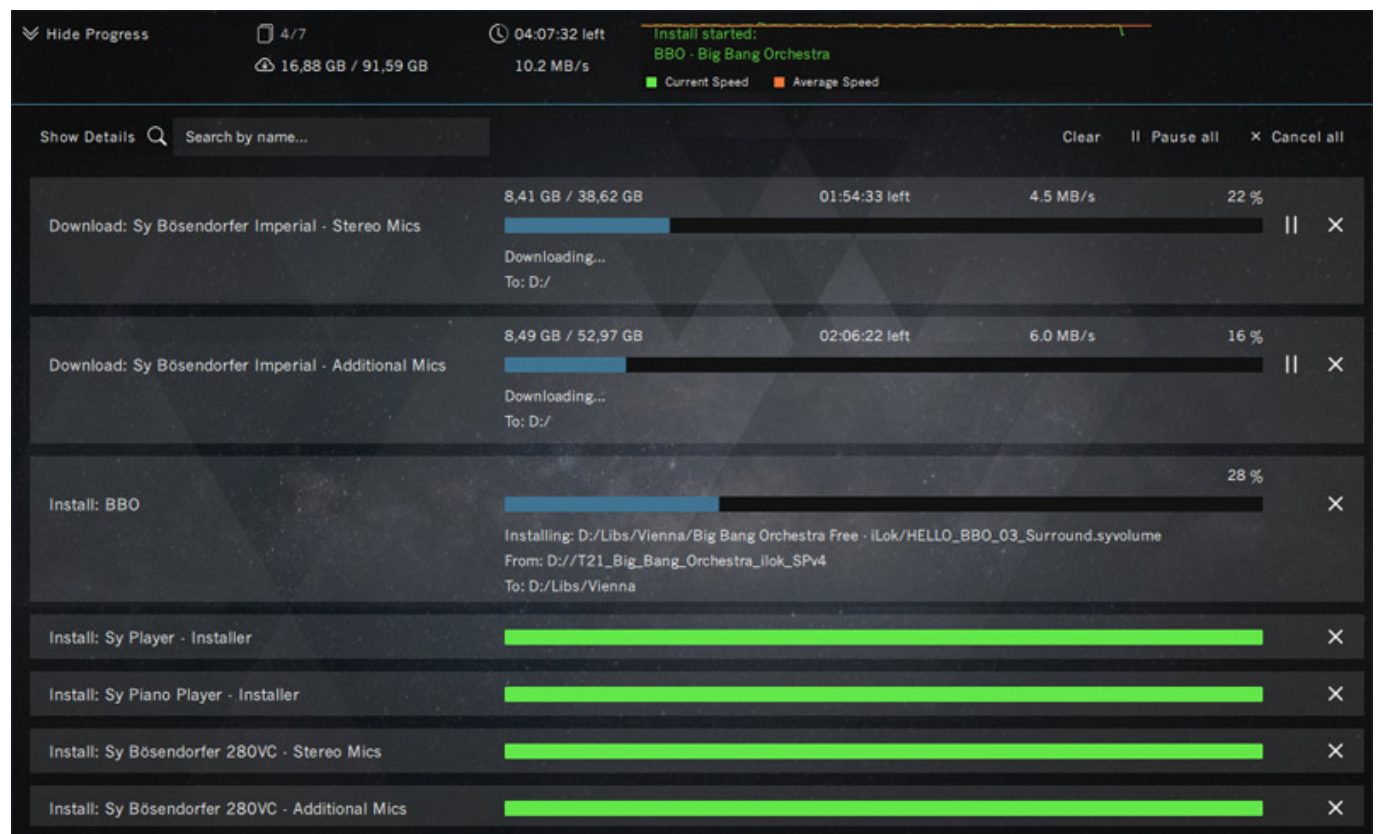 Hide Progress
4/7
16,88 GB / 91,59 GB
04:07:32 left
10.2 MB/s
Install started:
BBO - Big Bang Orchestra
Current Speed
Average Speed
Show Details
Search by name...
Clear
Pause all
Cancel all
Download: Sy Bösendorfer Imperial - Stereo Mics
8,41 GB / 38,62 GB
01:54:33 left
4.5 MB/s
22 %
Downloading...
To: D:/
Download: Sy Bösendorfer Imperial - Additional Mics
8,49 GB / 52,97 GB
02:06:22 left
6.0 MB/s
16 %
Downloading...
To: D:/
Install: BBO
28 %
Installing: D:/Libs/Vienna/Big Bang Orchestra Free - iLok/HELLO_BBO_03_Surround.syvolume
From: D://T21_Big_Bang_Orchestra_ilok_SPv4
To: D:/Libs/Vienna
Install: Sy Player - Installer
Install: Sy Piano Player - Installer
Install: Sy Bösendorfer 280VC - Stereo Mics
Install: Sy Bösendorfer 280VC - Additional Mics